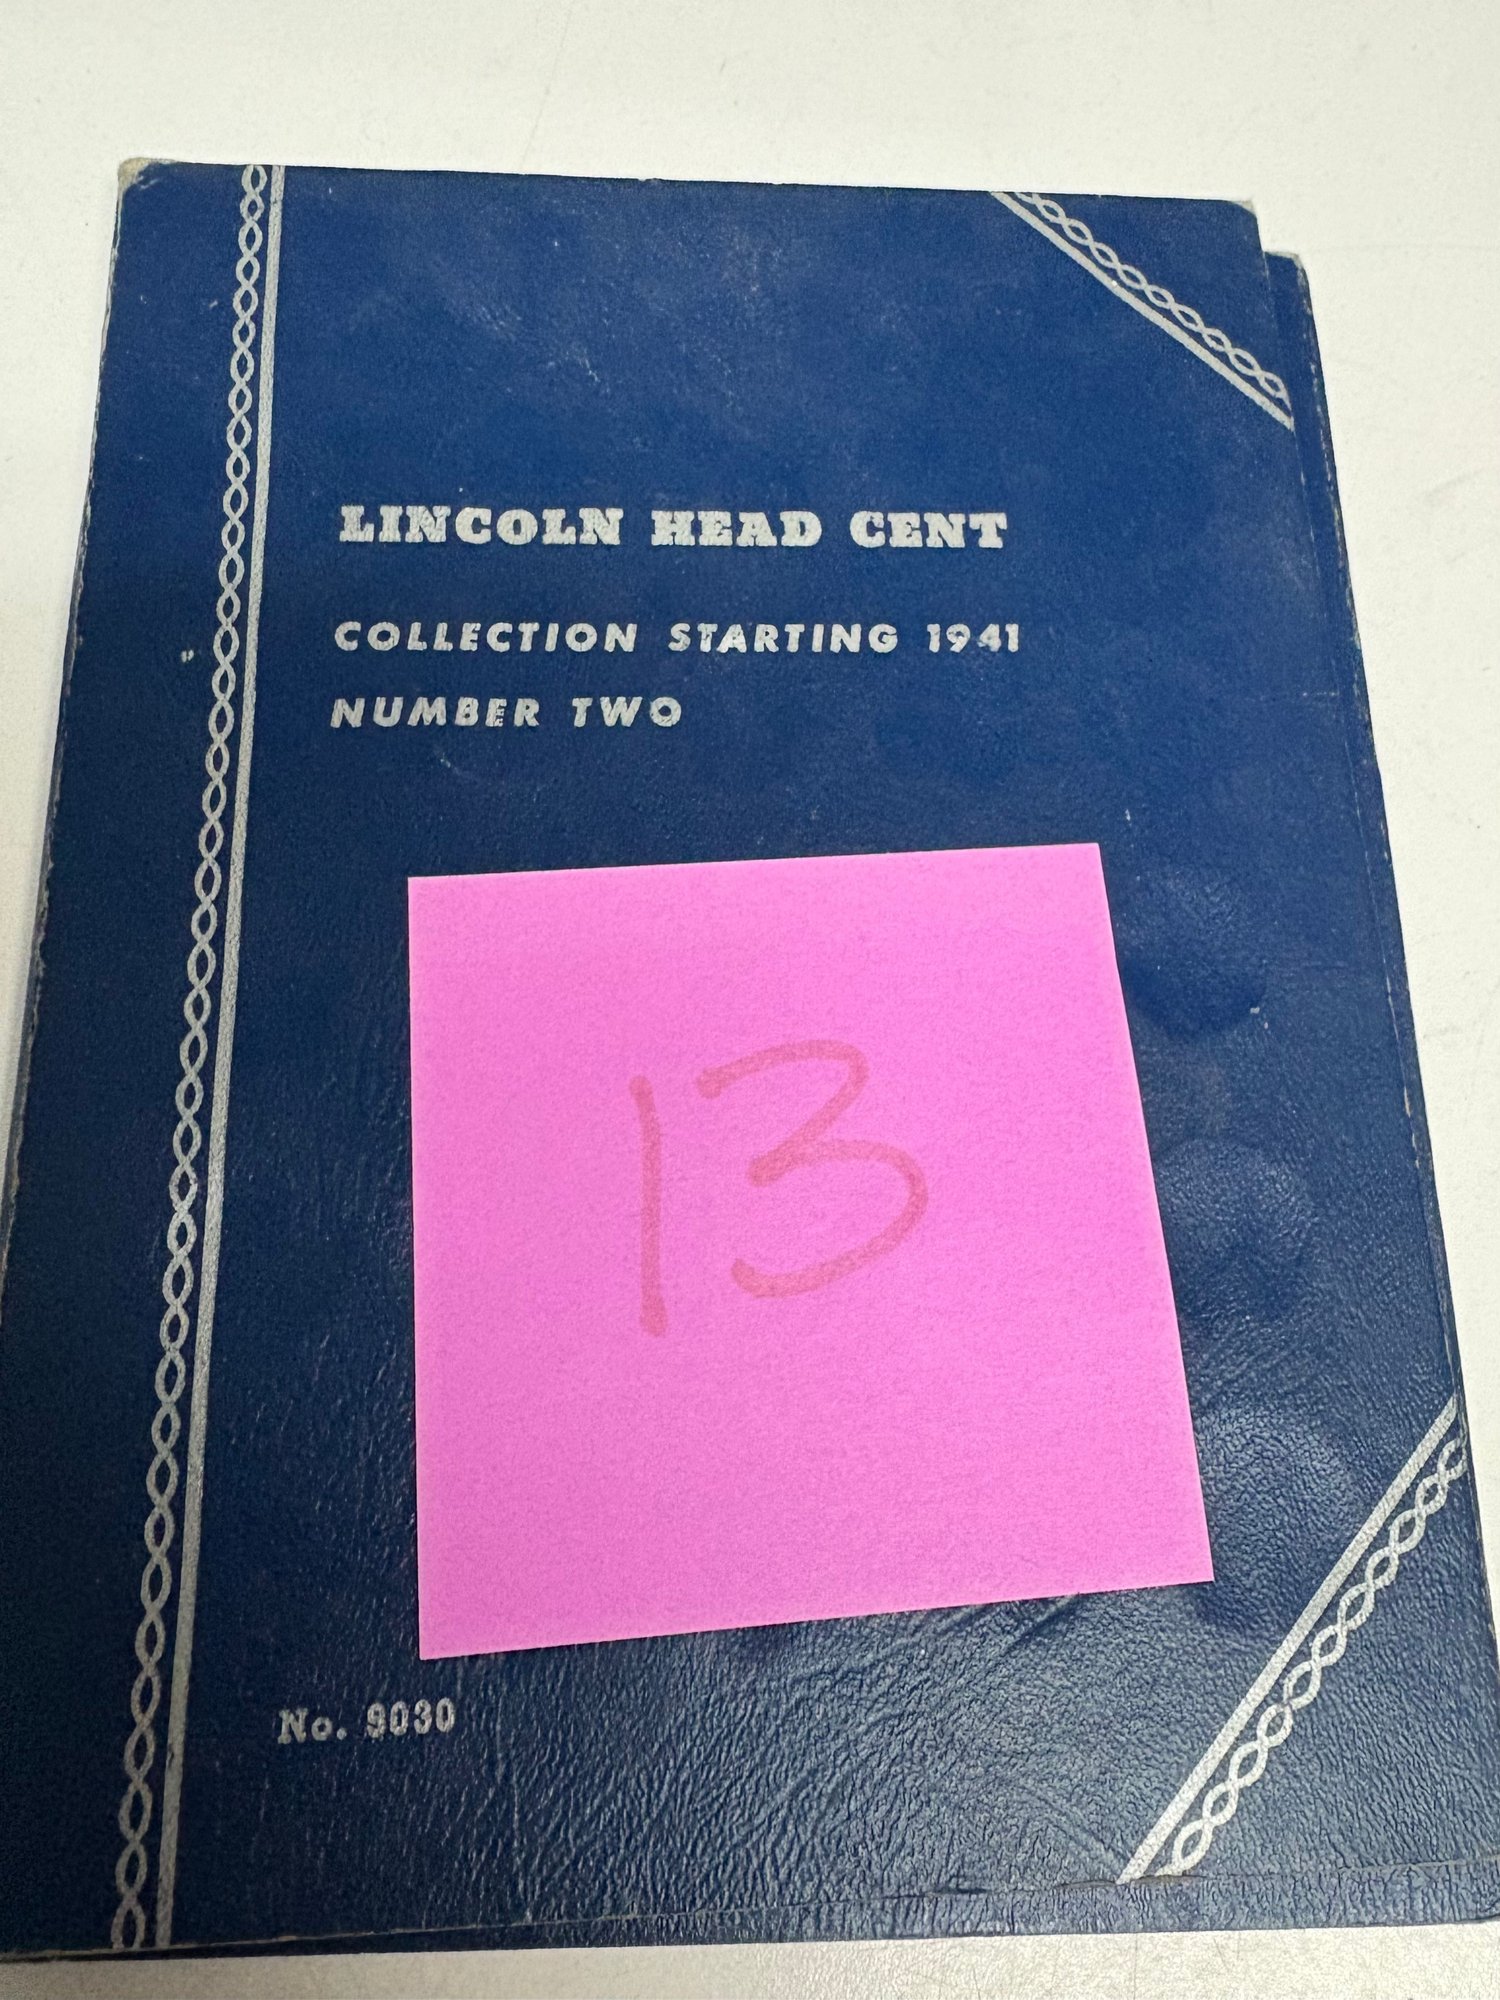 LINCOLN HEAD CENT
COLLECTION STARTING 1941
NUMBER TWO
13
No. 9030